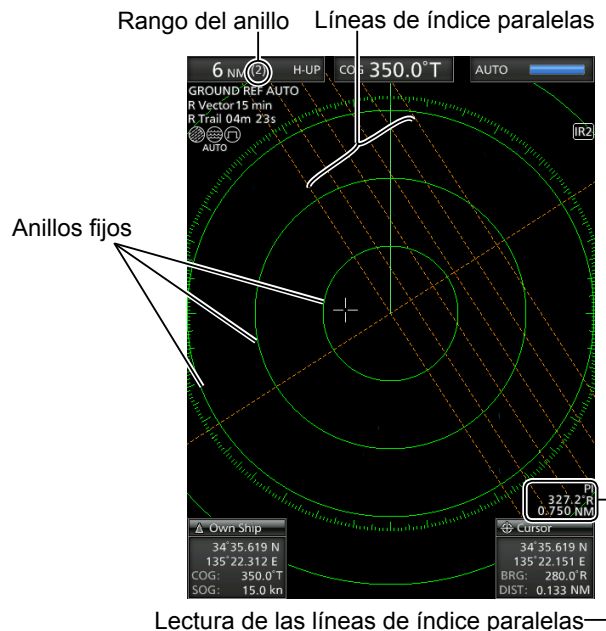 Rango del anillo
Líneas de índice paralelas
6 NM (2) H-UP
COG 350.0°T
AUTO
GROUND REF AUTO
R Vector 15 min
R Trail 04m 23s
AUTO
IR2
Anillos fijos
PI
327.2°R
0.750 NM
Own Ship
34°35.619 N
135°22.312 E
COG: 350.0°T
SOG: 15.0 kn
Cursor
34°35.619 N
135°22.151 E
BRG: 280.0°R
DIST: 0.133 NM
Lectura de las líneas de índice paralelas